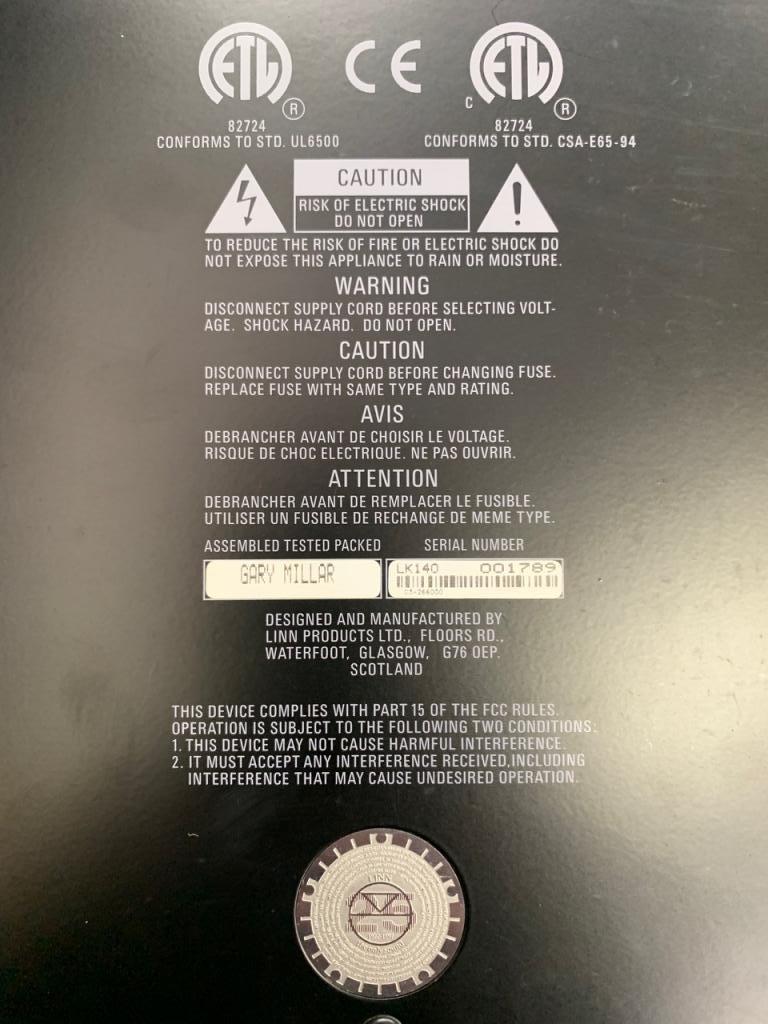 ETL CE ETL
® C ®
82724 82724
CONFORMS TO STD. UL6500 CONFORMS TO STD. CSA-E65-94
CAUTION
RISK OF ELECTRIC SHOCK
DO NOT OPEN
TO REDUCE THE RISK OF FIRE OR ELECTRIC SHOCK DO
NOT EXPOSE THIS APPLIANCE TO RAIN OR MOISTURE.
WARNING
DISCONNECT SUPPLY CORD BEFORE SELECTING VOLT-
AGE. SHOCK HAZARD. DO NOT OPEN.
CAUTION
DISCONNECT SUPPLY CORD BEFORE CHANGING FUSE.
REPLACE FUSE WITH SAME TYPE AND RATING.
AVIS
DEBRANCHER AVANT DE CHOISIR LE VOLTAGE.
RISQUE DE CHOC ELECTRIQUE. NE PAS OUVRIR.
ATTENTION
DEBRANCHER AVANT DE REMPLACER LE FUSIBLE.
UTILISER UN FUSIBLE DE RECHANGE DE MEME TYPE.
ASSEMBLED TESTED PACKED SERIAL NUMBER
GARY MILLAR LK140 001789
DESIGNED AND MANUFACTURED BY
LINN PRODUCTS LTD., FLOORS RD.,
WATERFOOT, GLASGOW, G76 OEP.
SCOTLAND
THIS DEVICE COMPLIES WITH PART 15 OF THE FCC RULES.
OPERATION IS SUBJECT TO THE FOLLOWING TWO CONDITIONS:
1. THIS DEVICE MAY NOT CAUSE HARMFUL INTERFERENCE.
2. IT MUST ACCEPT ANY INTERFERENCE RECEIVED,INCLUDING
INTERFERENCE THAT MAY CAUSE UNDESIRED OPERATION.
LINN